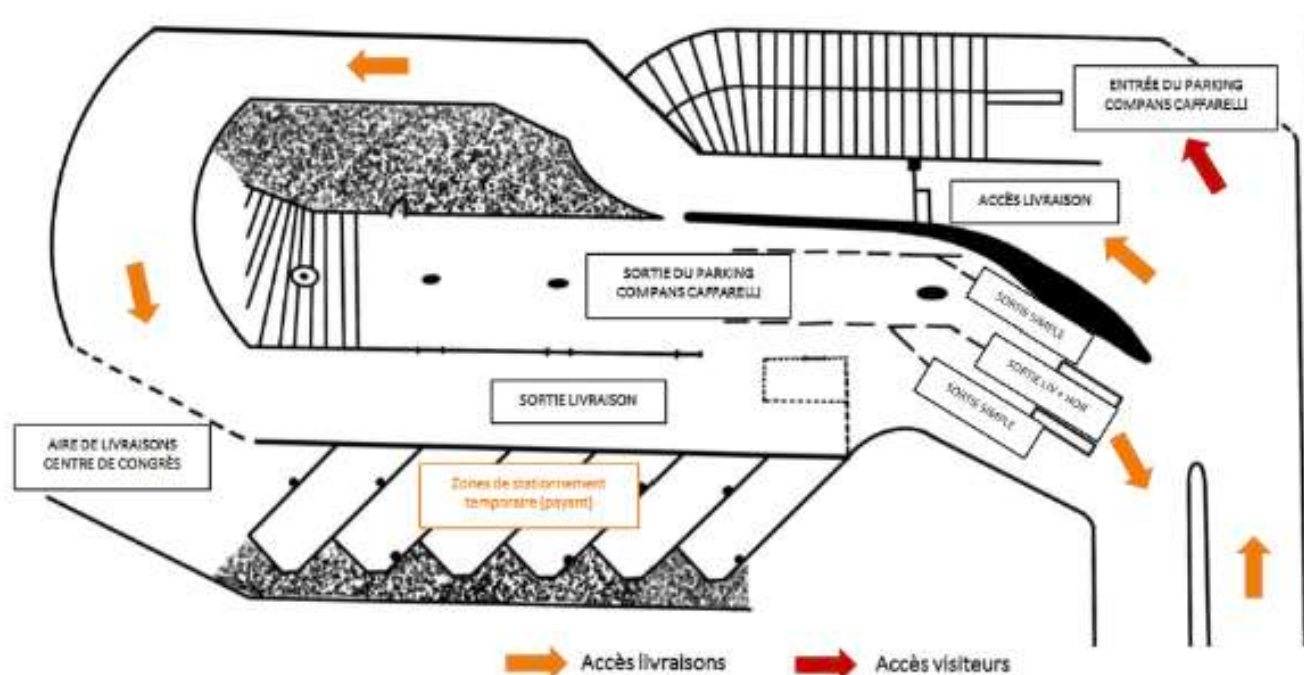 ENTRÉE DU PARKING
COMPANS CAFFARELLI
ACCÈS LIVRAISON
SORTIE DU PARKING
COMPANS CAFFARELLI
SORTIE SIMPLE
SORTIE LIV + HOR
SORTIE SIMPLE
SORTIE LIVRAISON
AIRE DE LIVRAISONS
CENTRE DE CONGRÈS
Zones de stationnement
temporaire (payant)
Accès livraisons
Accès visiteurs